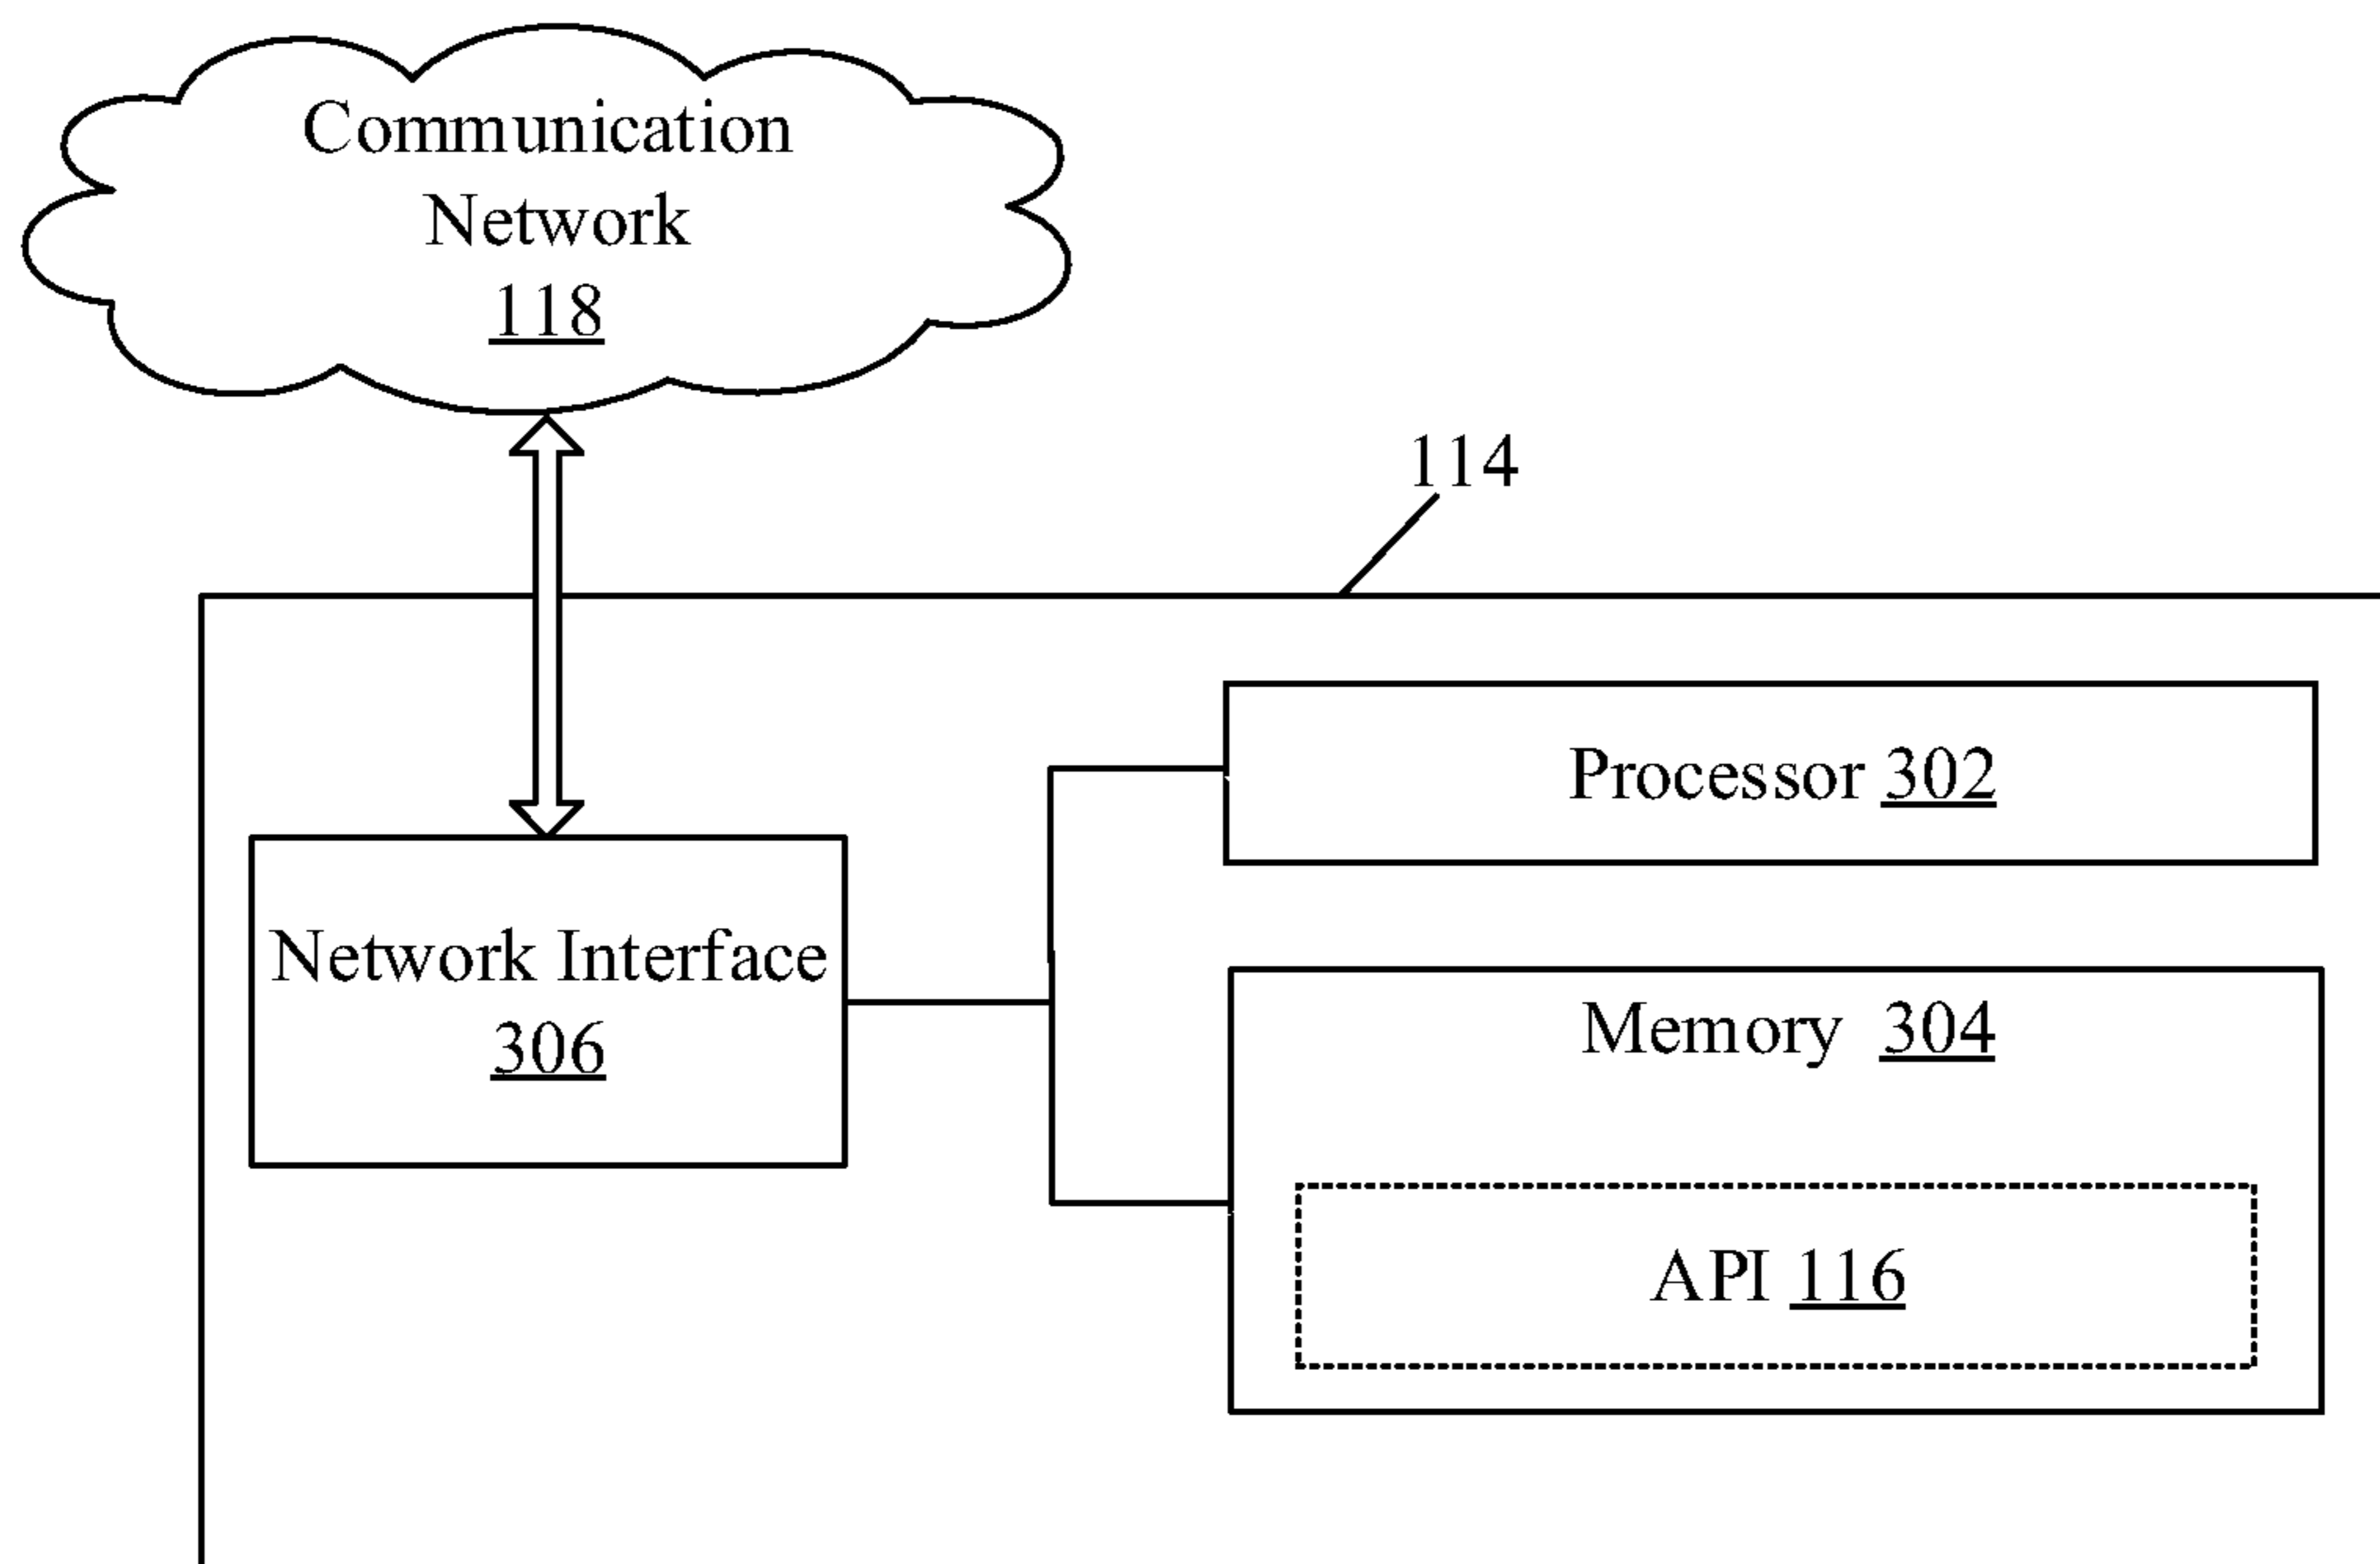 Communication
Network
118
114
Processor 302
Network Interface
306
Memory 304
API 116